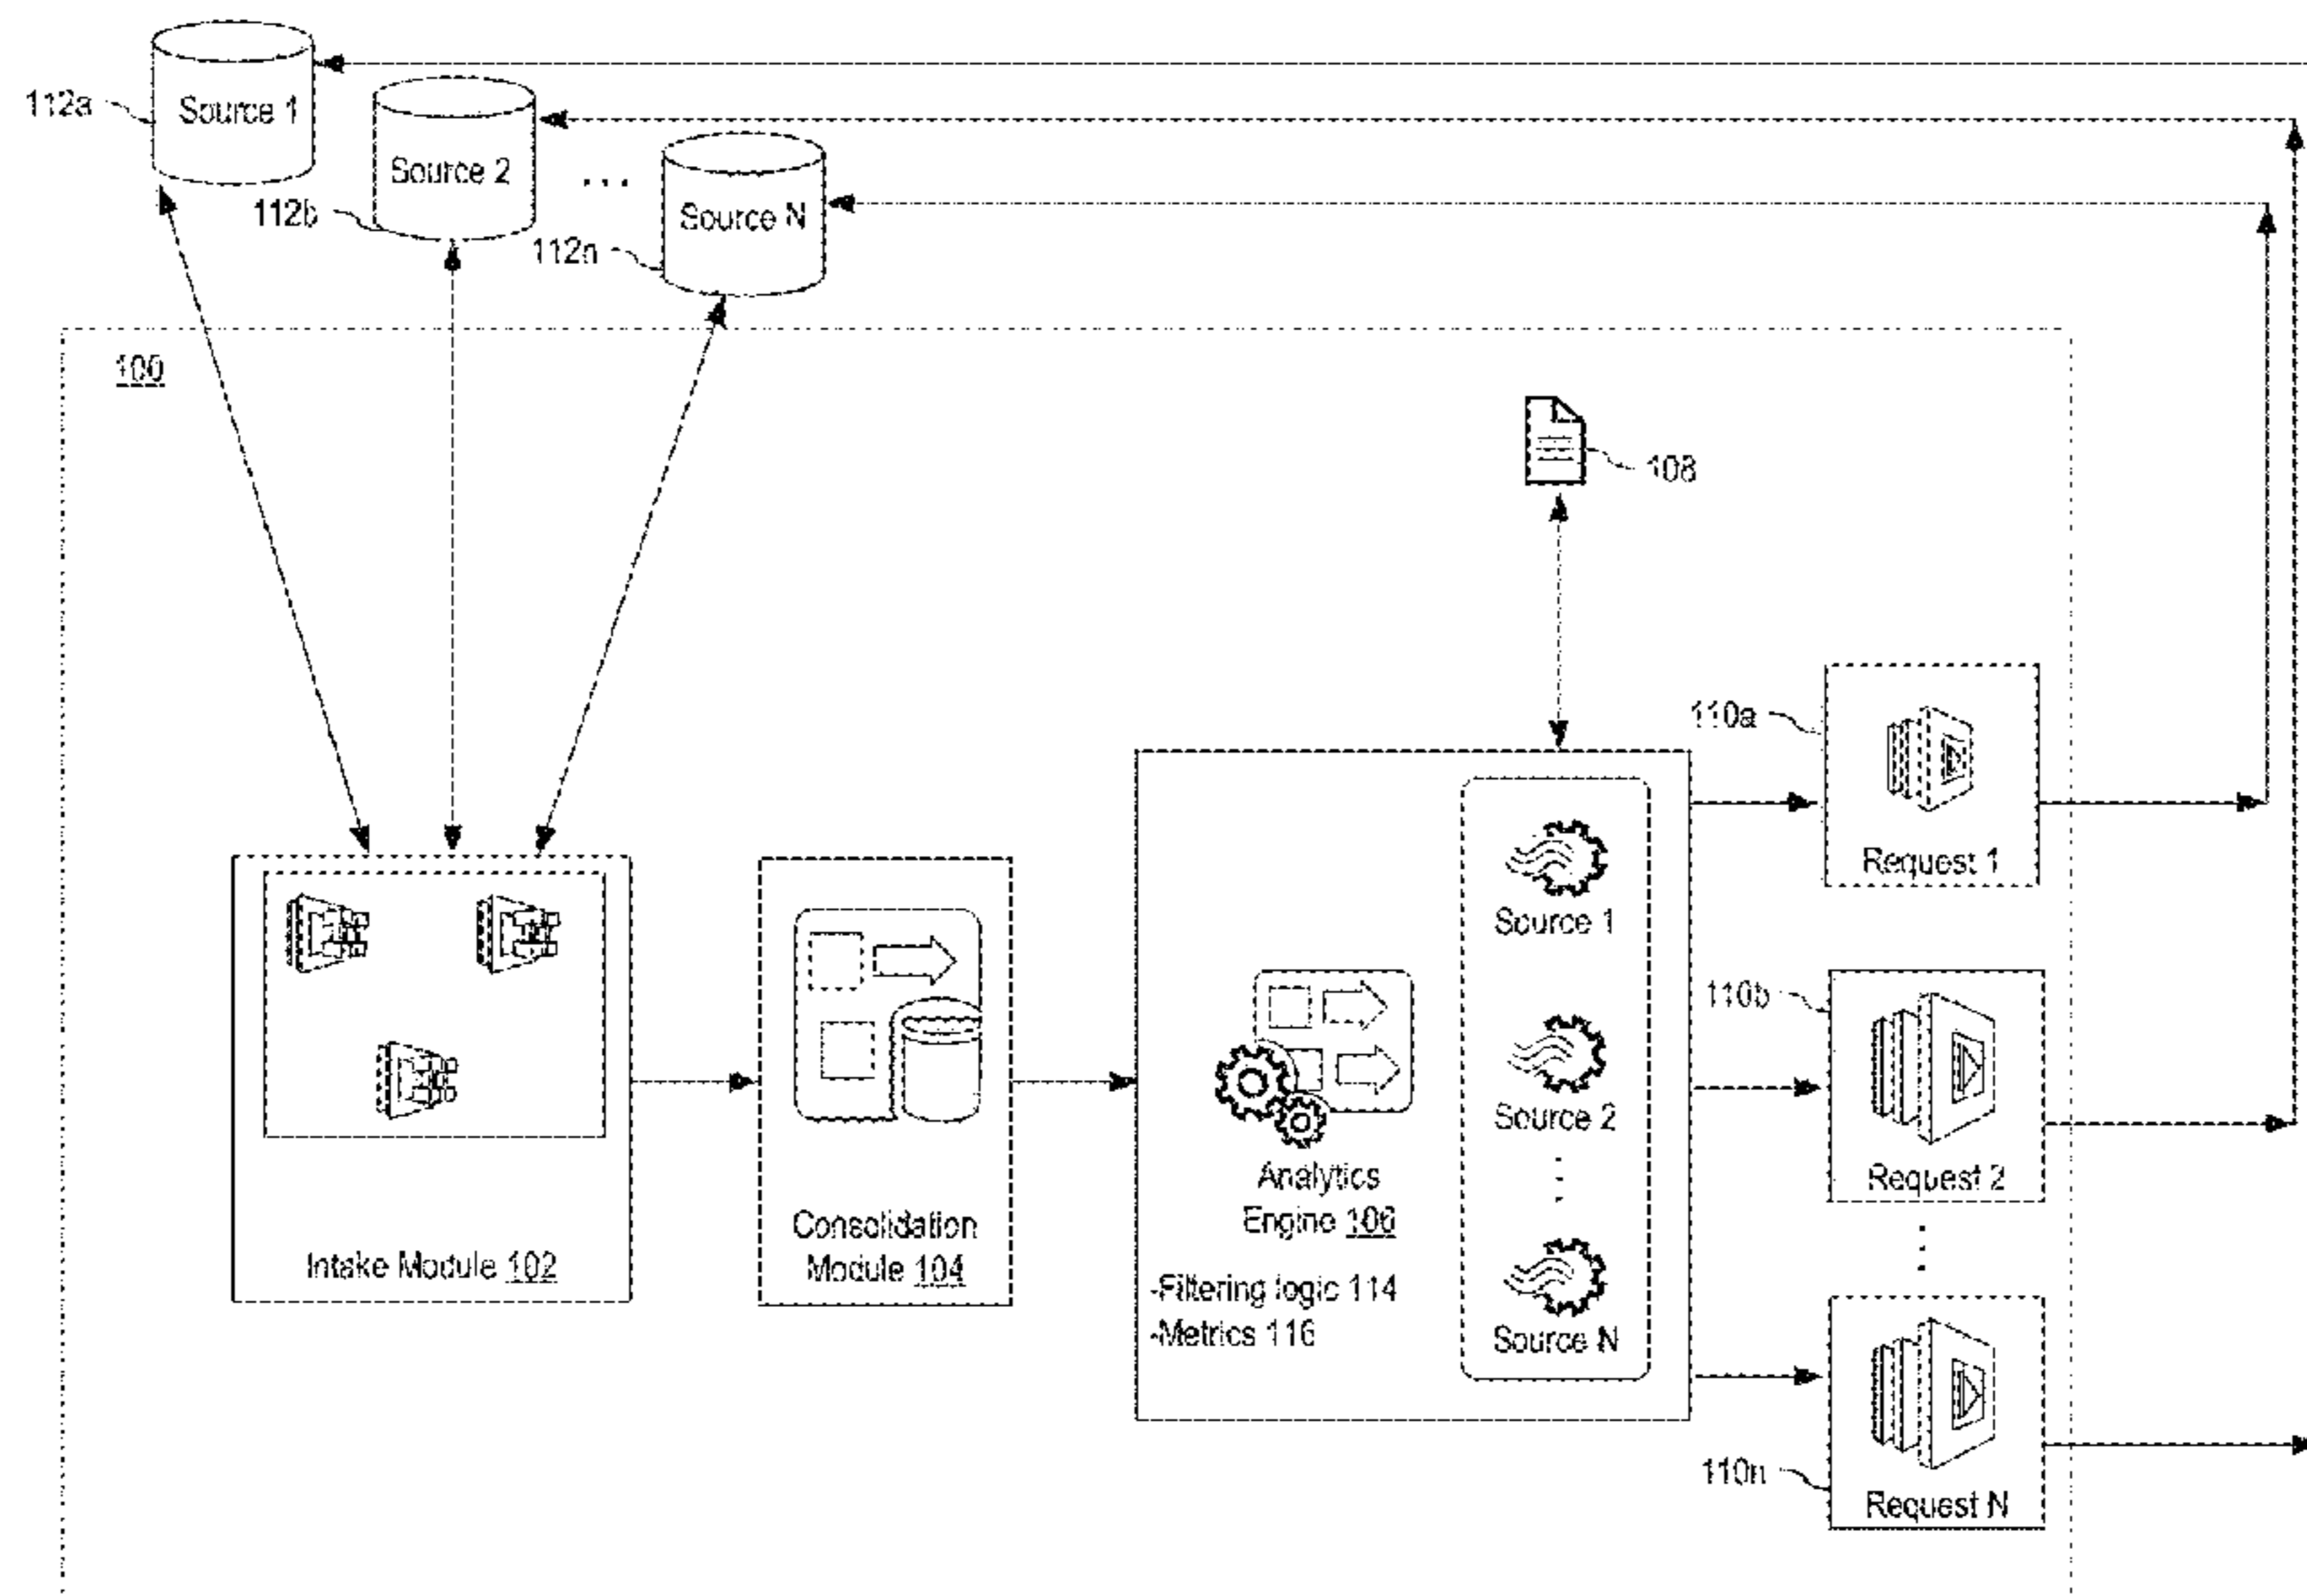 112a
Source 1
112b
Source 2
...
112n
Source N
100
108
110a
Request 1
Source 1
110b
Request 2
Source 2
Analytics
Engine 106
-Filtering logic 114
-Metrics 116
Source N
Consolidation
Module 104
Intake Module 102
110n
Request N